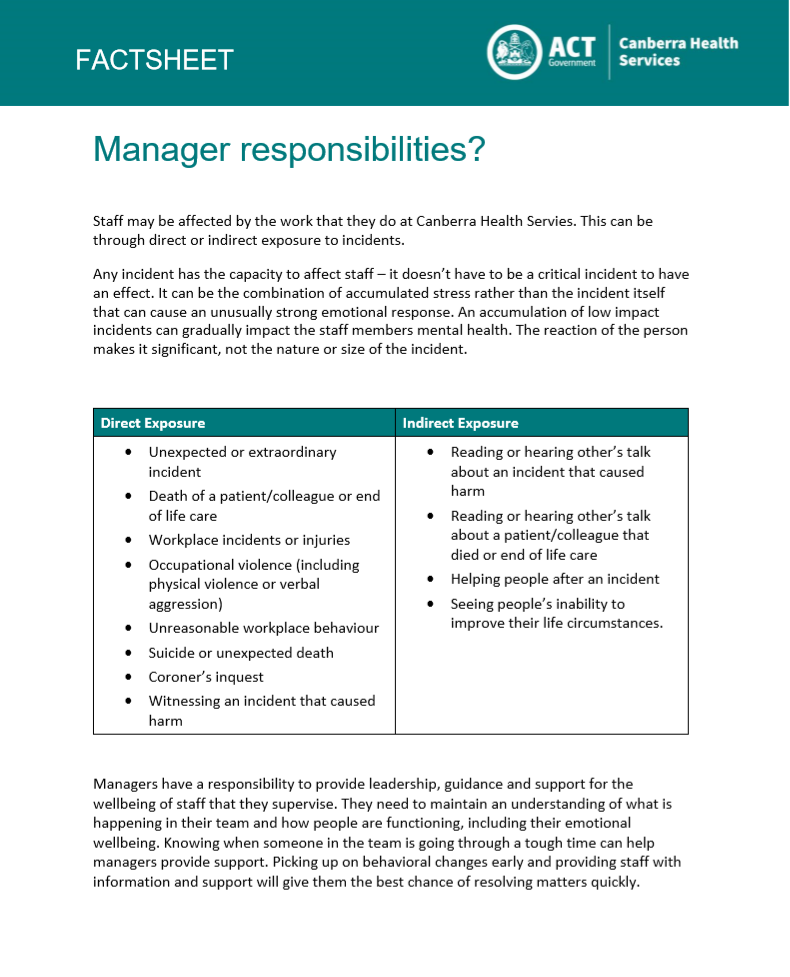 FACTSHEET
ACT
Government
Canberra Health
Services
Manager responsibilities?
Staff may be affected by the work that they do at Canberra Health Servies. This can be
through direct or indirect exposure to incidents.
Any incident has the capacity to affect staff – it doesn’t have to be a critical incident to have
an effect. It can be the combination of accumulated stress rather than the incident itself
that can cause an unusually strong emotional response. An accumulation of low impact
incidents can gradually impact the staff members mental health. The reaction of the person
makes it significant, not the nature or size of the incident.
Direct Exposure
• Unexpected or extraordinary
incident
• Death of a patient/colleague or end
of life care
• Workplace incidents or injuries
• Occupational violence (including
physical violence or verbal
aggression)
• Unreasonable workplace behaviour
• Suicide or unexpected death
• Coroner’s inquest
• Witnessing an incident that caused
harm
Indirect Exposure
• Reading or hearing other’s talk
about an incident that caused
harm
• Reading or hearing other’s talk
about a patient/colleague that
died or end of life care
• Helping people after an incident
• Seeing people’s inability to
improve their life circumstances.
Managers have a responsibility to provide leadership, guidance and support for the
wellbeing of staff that they supervise. They need to maintain an understanding of what is
happening in their team and how people are functioning, including their emotional
wellbeing. Knowing when someone in the team is going through a tough time can help
managers provide support. Picking up on behavioral changes early and providing staff with
information and support will give them the best chance of resolving matters quickly.